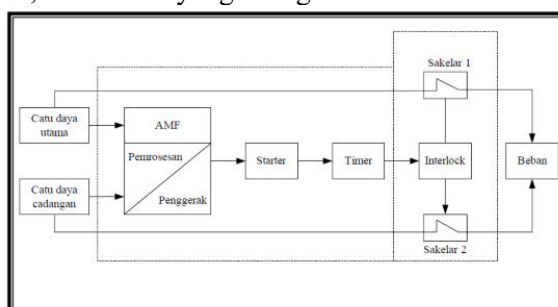 Sakelar 1
Catu daya
utama
AMF
Pemrosesan
Penggerak
Starter
Timer
Interlock
Beban
Catu daya
cadangan
Sakelar 2